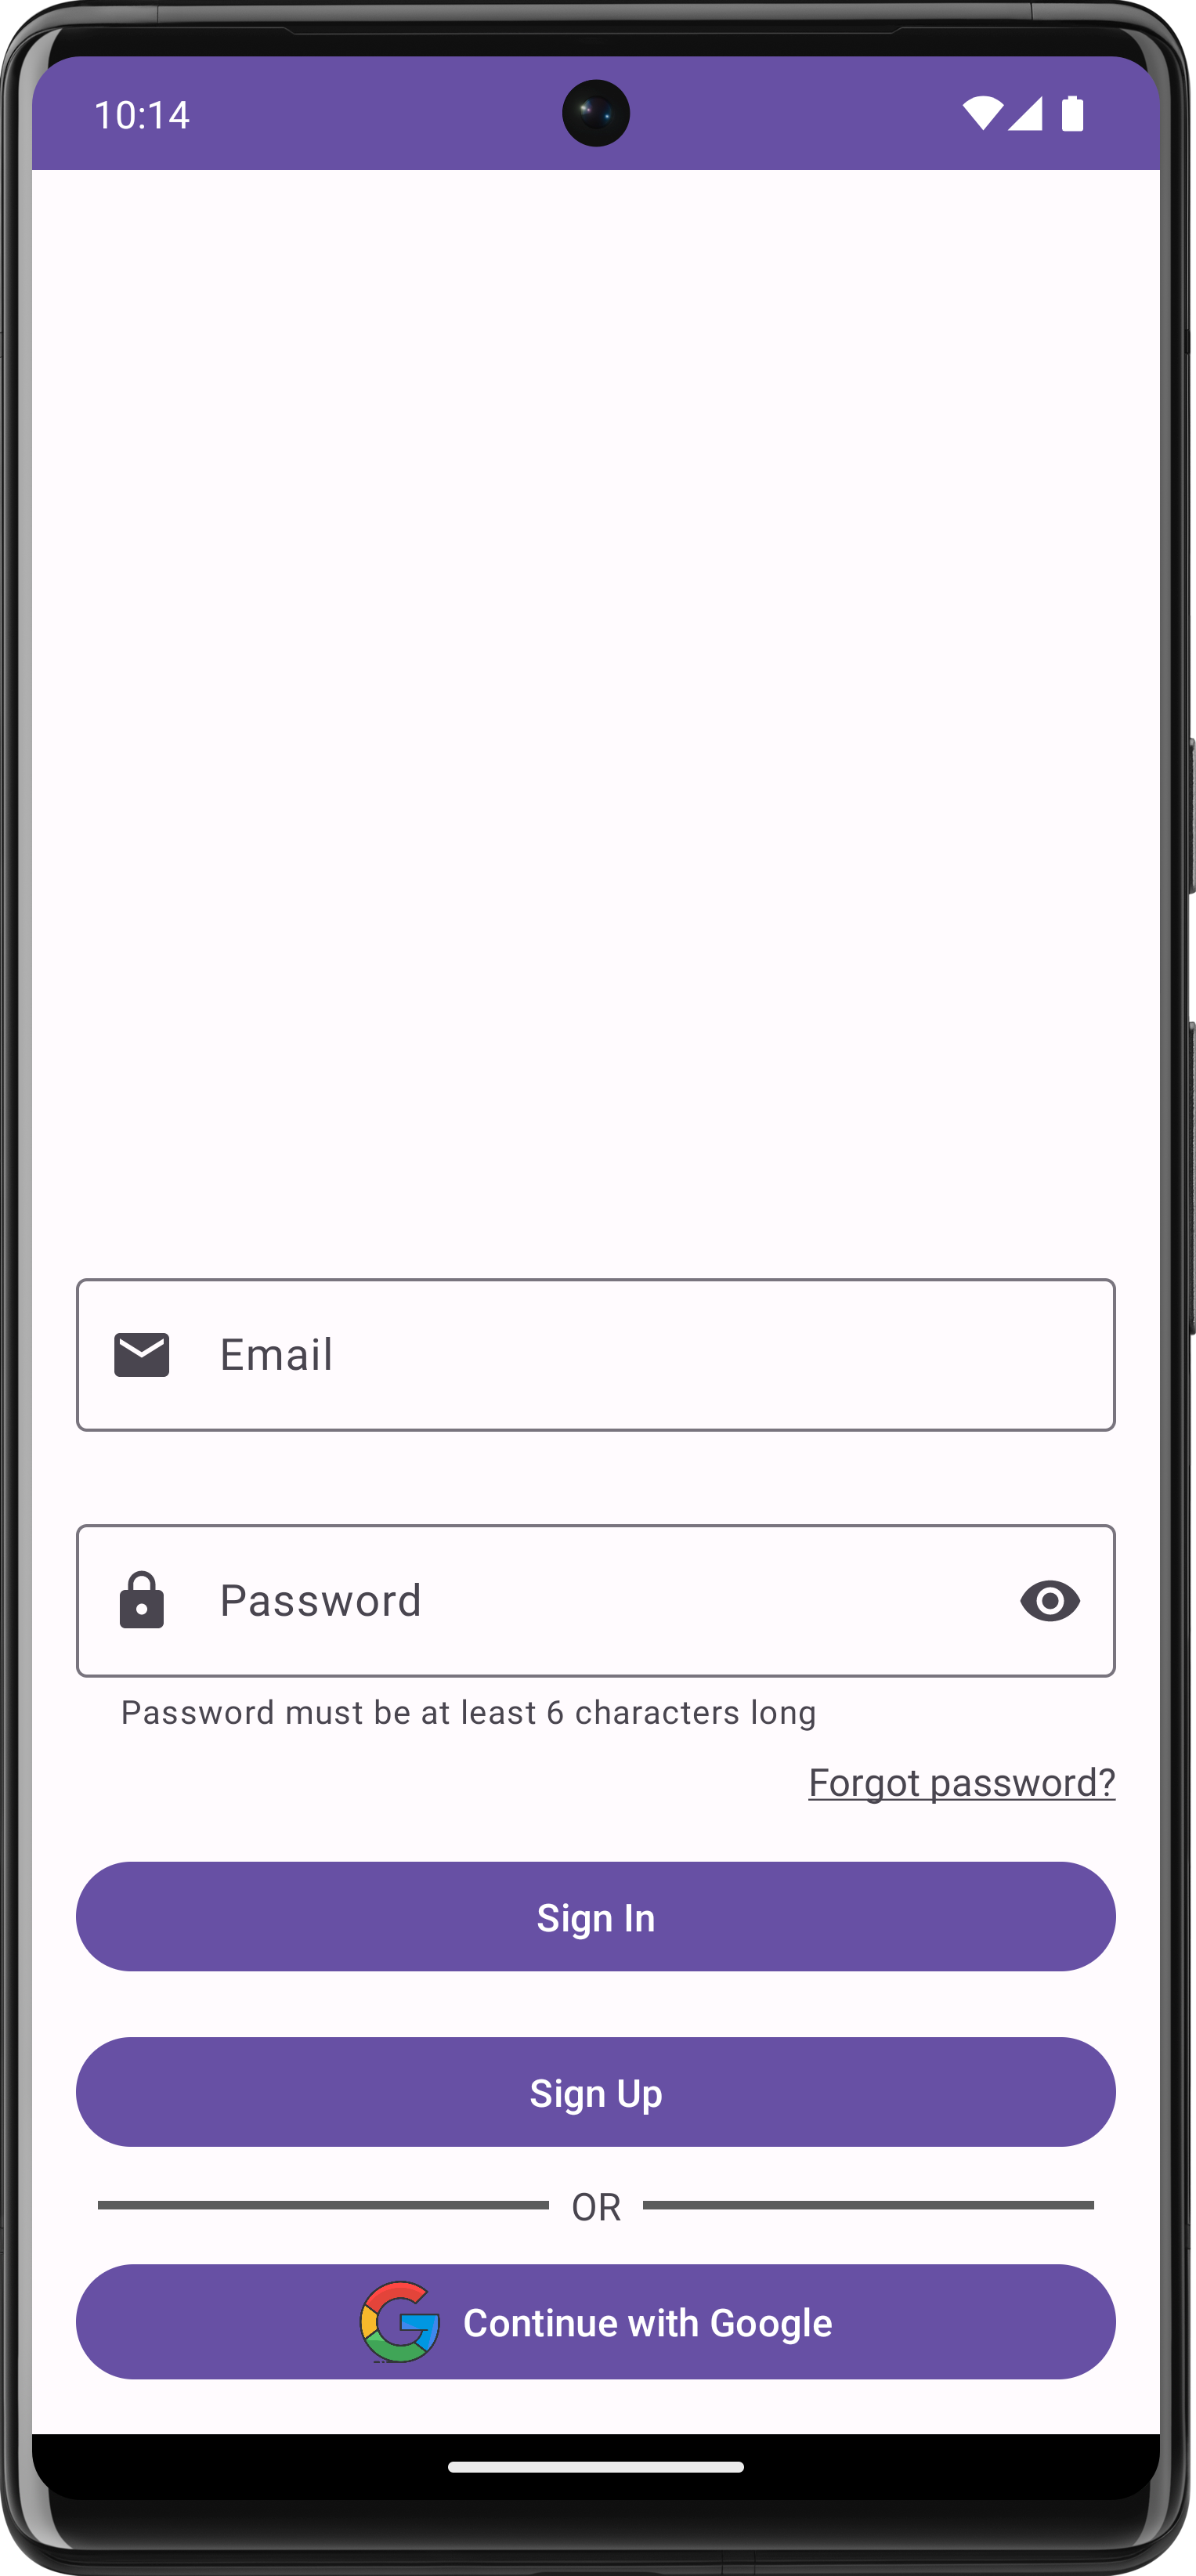 10:14
Email
Password
Password must be at least 6 characters long
Forgot password?
Sign In
Sign Up
OR
Continue with Google